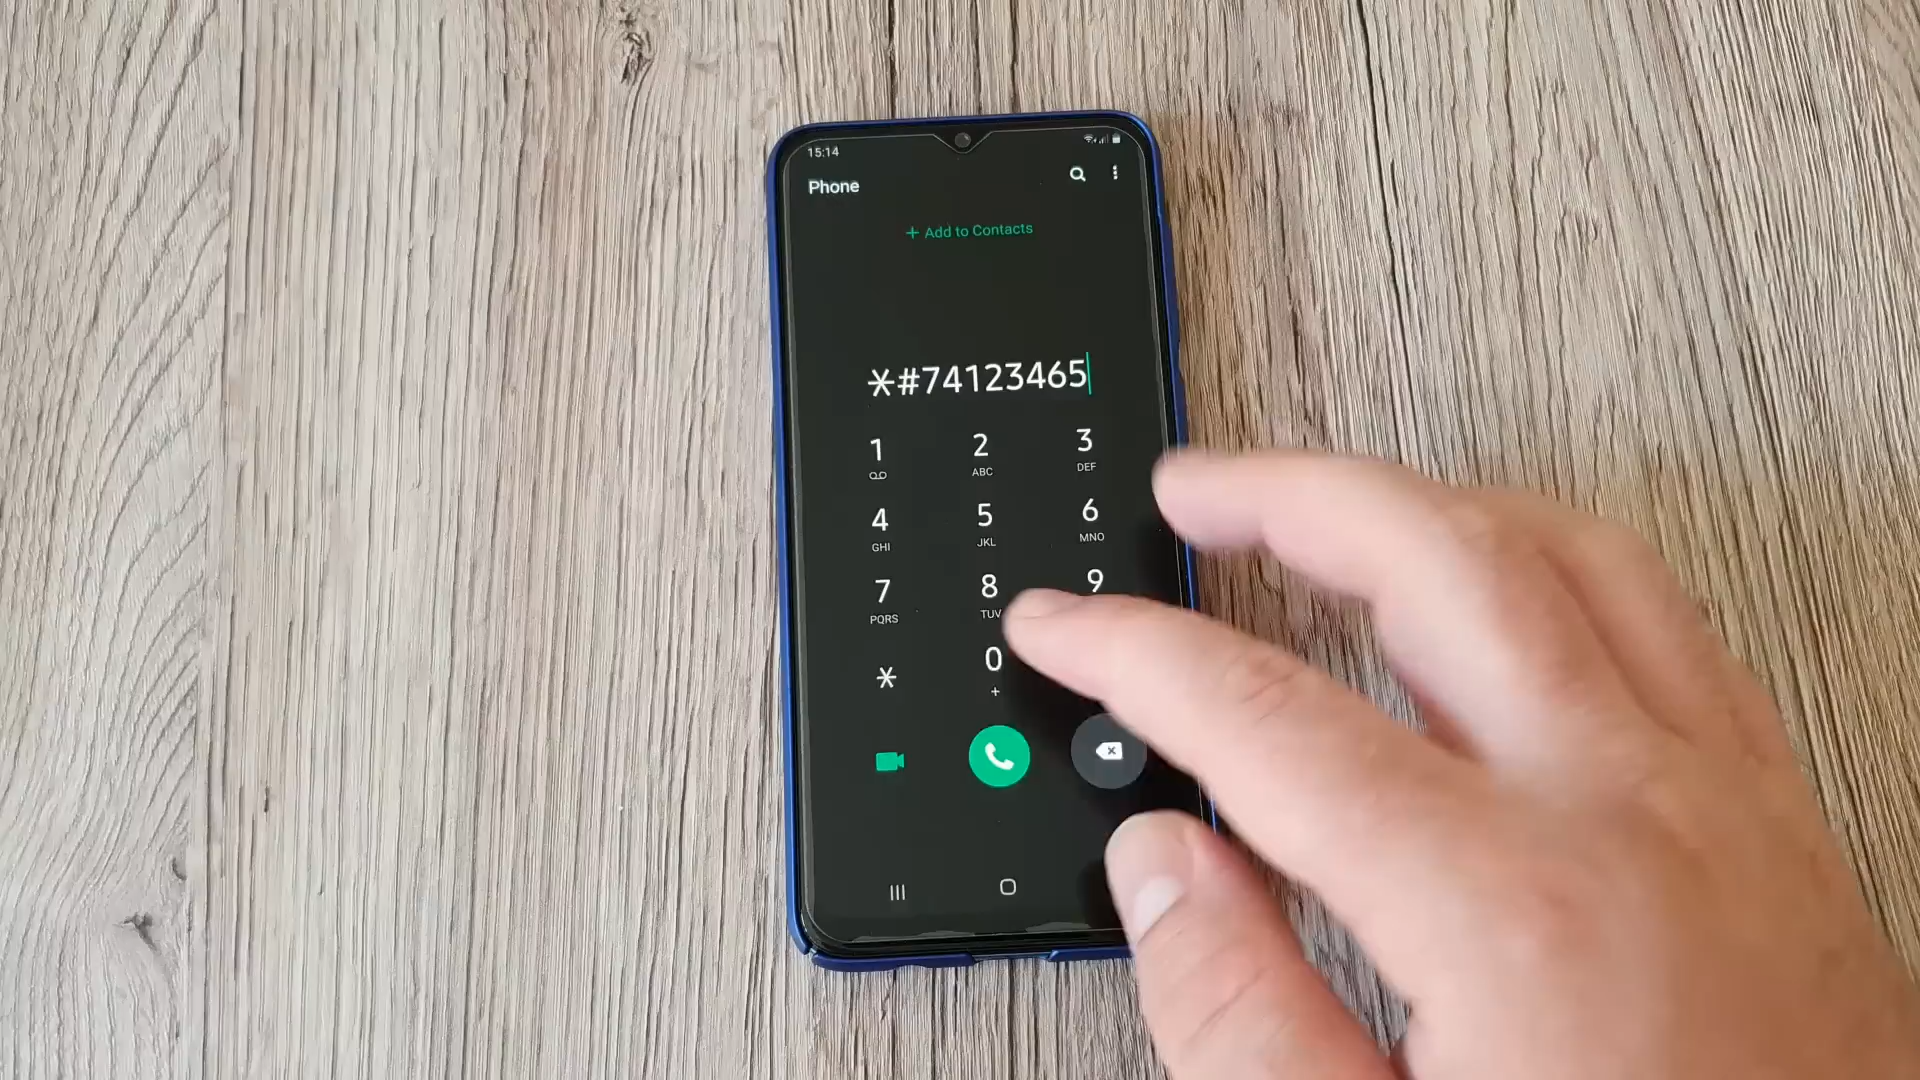 15:14
Phone
+ Add to Contacts
*#74123465
1 2 3
ABC DEF
4 5 6
GHI JKL MNO
7 8 9
PQRS TUV
* 0
+